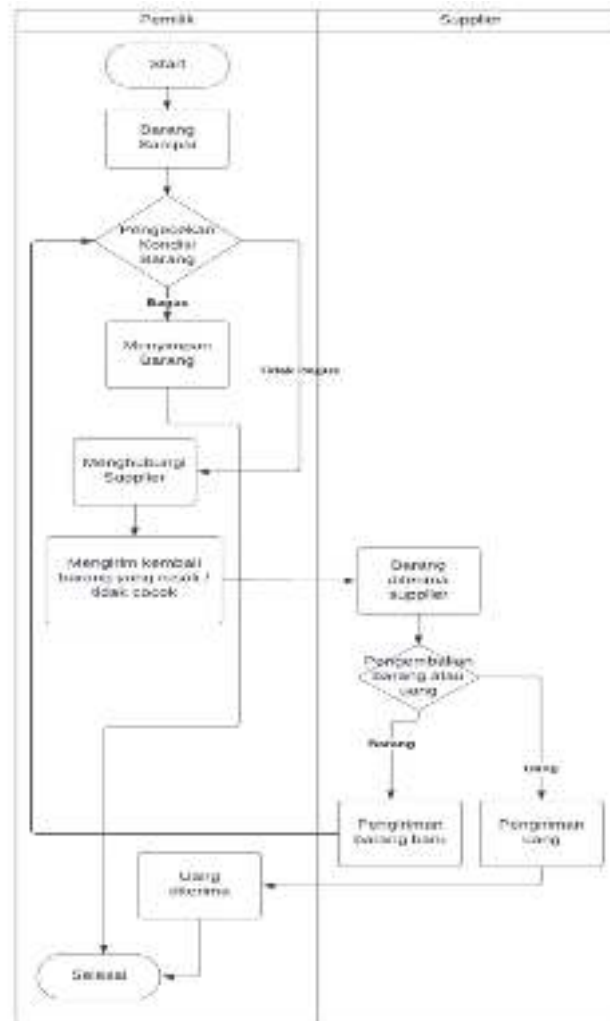 Pemilik
Supplier
Start
Barang
Sampai
Pengecekan
Kondisi
Barang
Bagus
Menyimpan
Barang
Tidak Bagus
Menghubungi
Supplier
Mengirim kembali
barang yang rusak /
tidak cocok
Barang
diterima
supplier
Pengembalian
barang atau
uang
Barang
uang
Pengiriman
barang baru
Pengiriman
uang
Uang
diterima
Selesai